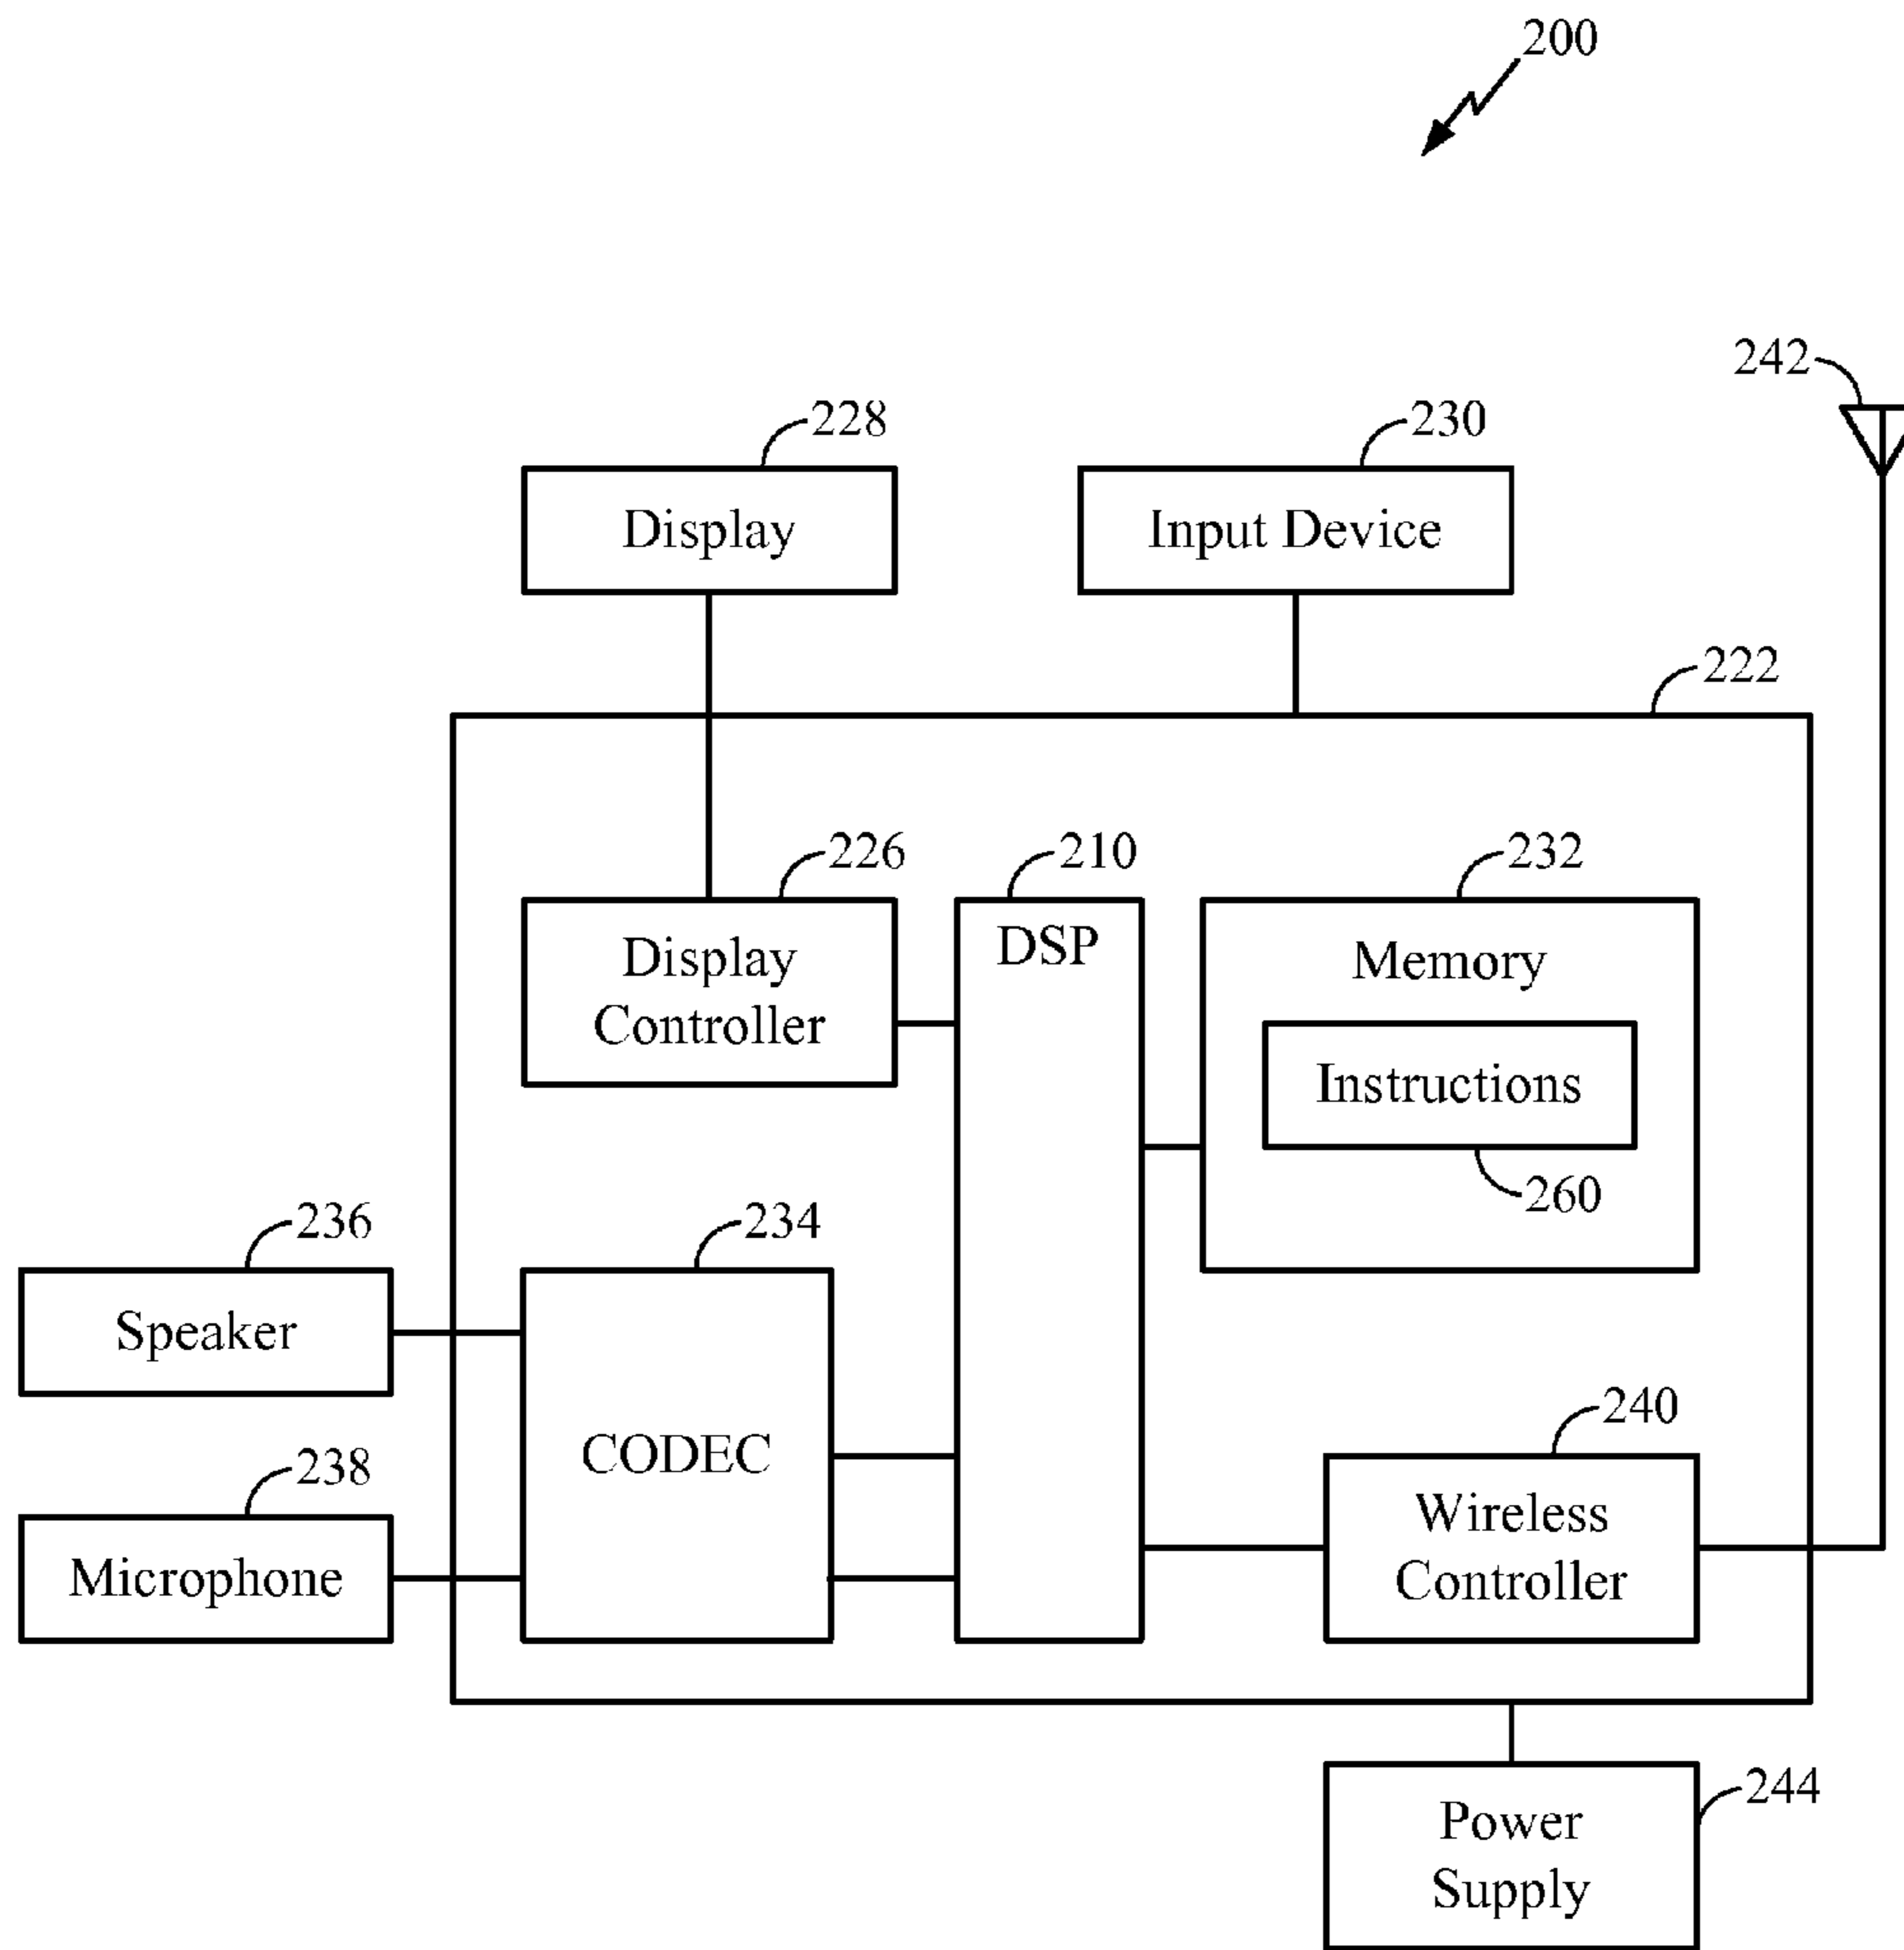 200
242
228
230
Display
Input Device
222
226
210
232
Display
Controller
DSP
Memory
Instructions
260
236
234
Speaker
CODEC
238
Microphone
240
Wireless
Controller
244
Power
Supply